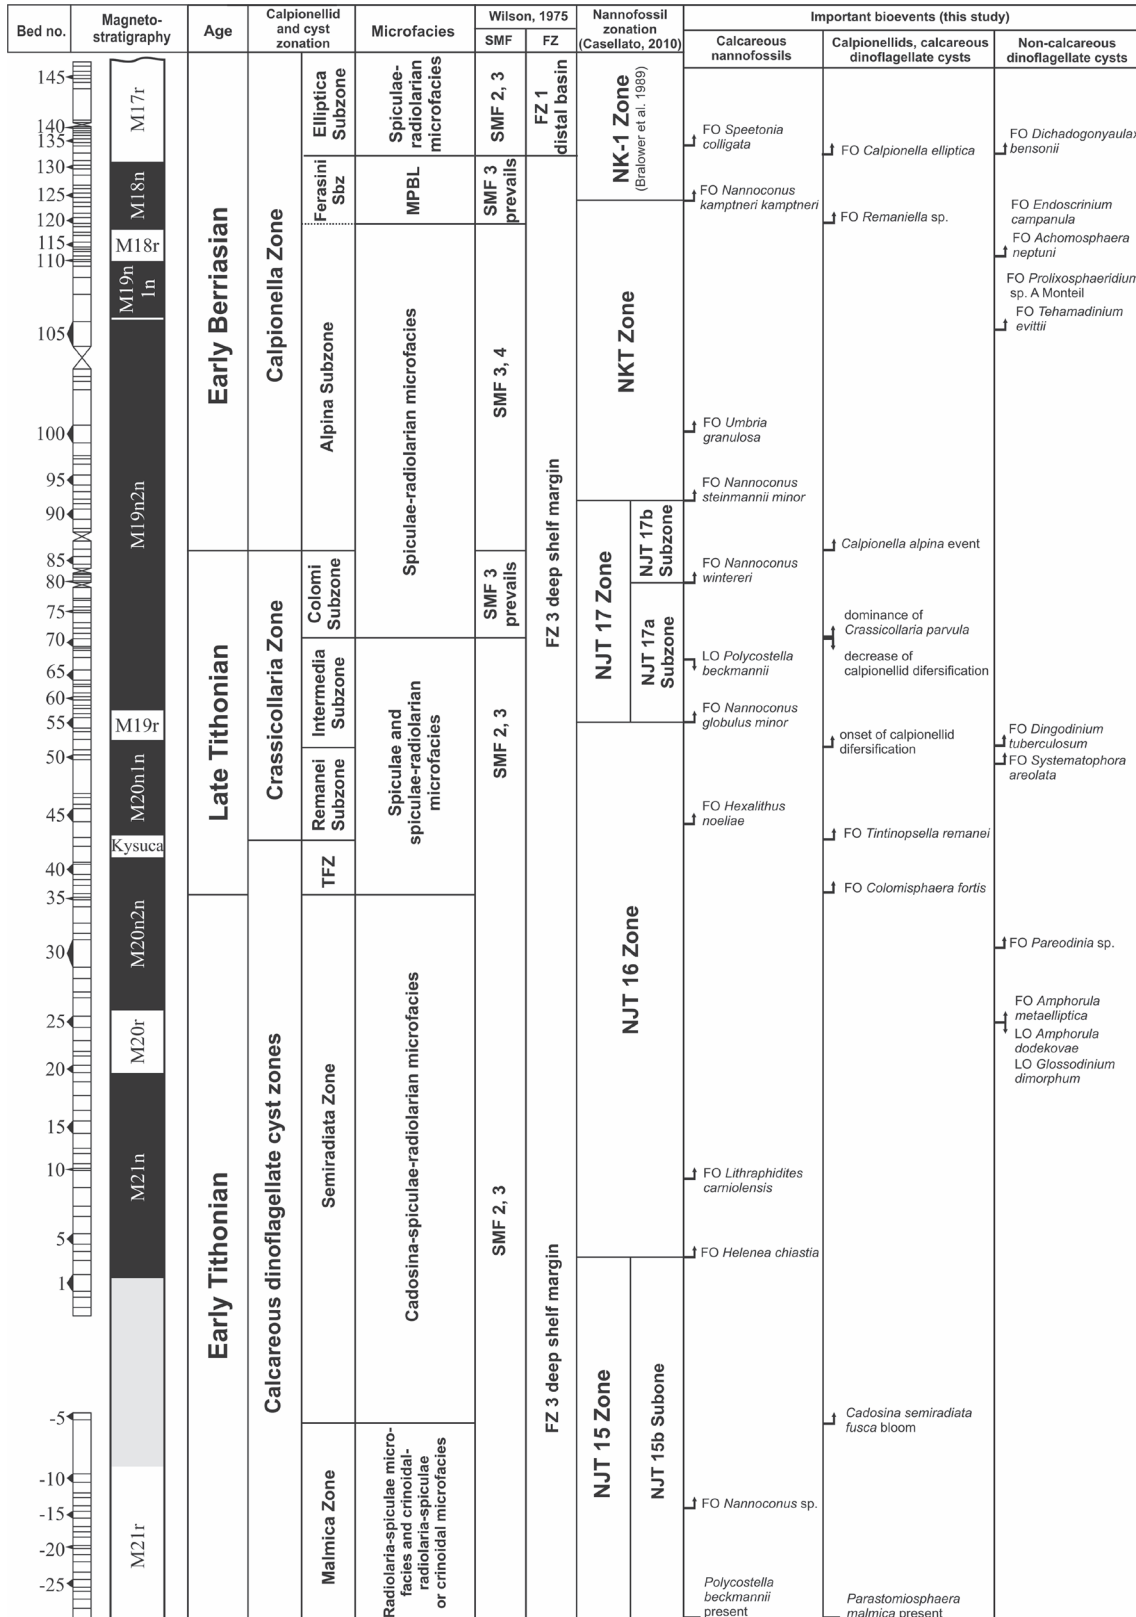 Bed no.
Magneto-
stratigraphy
Age
Calpionellid
and cyst
zonation
Microfacies
Wilson, 1975
SMF
FZ
Nannofossil
zonation
(Casellato, 2010)
Important bioevents (this study)
Calcareous
nannofossils
Calpionellids, calcareous
dinoflagellate cysts
Non-calcareous
dinoflagellate cysts
145
140
135
130
125
120
115
110
105
100
95
90
85
80
75
70
65
60
55
50
45
40
35
30
25
20
15
10
5
1
-5
-10
-15
-20
-25
M17r
M18n
M18r
M19n
1n
M19n2n
M19r
M20n1n
Kysuca
M20n2n
M20r
M21n
M21r
Early Berriasian
Late Tithonian
Early Tithonian
Calpionella Zone
Crassicollaria Zone
Calcareous dinoflagellate cyst zones
Elliptica
Subzone
Ferasini
Sbz
Alpina Subzone
Colomi
Subzone
Intermedia
Subzone
Remanei
Subzone
TFZ
Semiradiata Zone
Malmica Zone
Spiculae-
radiolarian
microfacies
MPBL
Spiculae-radiolarian microfacies
Spiculae and
spiculae-radiolarian
microfacies
Cadosina-spiculae-radiolarian microfacies
Radiolaria-spiculae micro-
facies and crinoidal-
radiolaria-spiculae
or crinoidal microfacies
SMF 2, 3
SMF 3
prevails
SMF 3, 4
SMF 3
prevails
SMF 2, 3
SMF 2, 3
FZ 1
distal basin
FZ 3 deep shelf margin
FZ 3 deep shelf margin
NK-1 Zone
(Bralower et al. 1989)
NKT Zone
NJT 17 Zone
NJT 17b
Subzone
NJT 17a
Subzone
NJT 16 Zone
NJT 15 Zone
NJT 15b Subone
FO Speetonia
colligata
FO Nannoconus
kamptneri kamptneri
FO Umbria
granulosa
FO Nannoconus
steinmannii minor
FO Nannoconus
wintereri
LO Polycostella
beckmannii
FO Nannoconus
globulus minor
FO Hexalithus
noeliae
FO Lithraphidites
carniolensis
FO Helenea chiastia
FO Nannoconus sp.
Polycostella
beckmannii
present
FO Calpionella elliptica
FO Remaniella sp.
Calpionella alpina event
dominance of
Crassicollaria parvula
decrease of
calpionellid difersification
onset of calpionellid
difersification
FO Tintinopsella remanei
FO Colomisphaera fortis
Cadosina semiradiata
fusca bloom
Parastomiosphaera
malmica present
FO Dichadogonyaulax
bensonii
FO Endoscrinium
campanula
FO Achomosphaera
neptuni
FO Prolixosphaeridium
sp. A Monteil
FO Tehamadinium
evittii
FO Dingodinium
tuberculosum
FO Systematophora
areolata
FO Pareodinia sp.
FO Amphorula
metaelliptica
LO Amphorula
dodekovae
LO Glossodinium
dimorphum